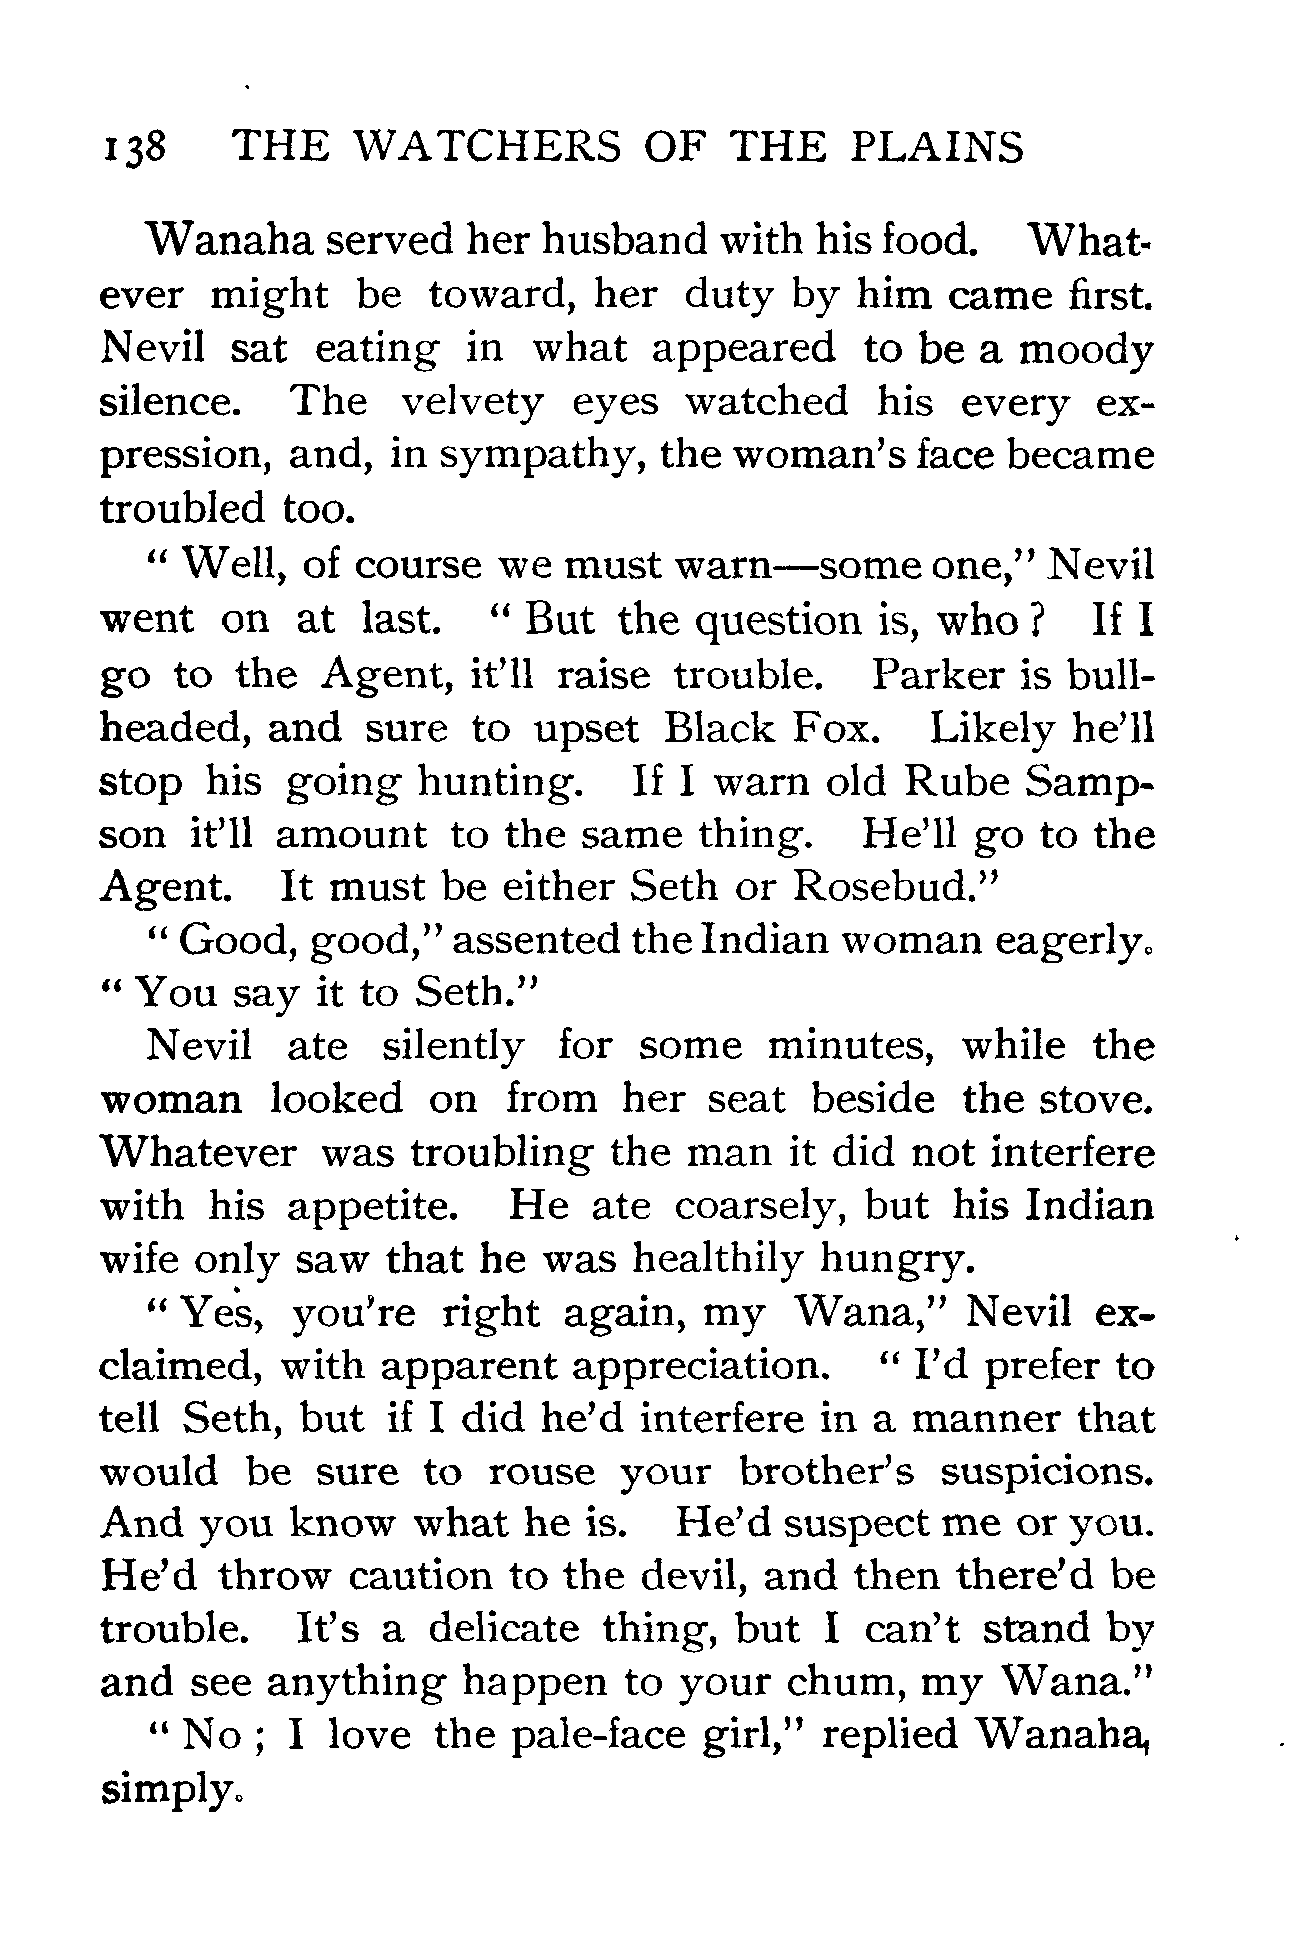 138 THE WATCHERS OF THE PLAINS
Wanaha served her husband with his food. What-
ever might be toward, her duty by him came first.
Nevil sat eating in what appeared to be a moody
silence. The velvety eyes watched his every ex-
pression, and, in sympathy, the woman's face became
troubled too.
" Well, of course we must warn—some one," Nevil
went on at last. " But the question is, who ? If I
go to the Agent, it'll raise trouble. Parker is bull-
headed, and sure to upset Black Fox. Likely he'll
stop his going hunting. If I warn old Rube Samp-
son it'll amount to the same thing. He'll go to the
Agent. It must be either Seth or Rosebud."
" Good, good," assented the Indian woman eagerly.
" You say it to Seth."
Nevil ate silently for some minutes, while the
woman looked on from her seat beside the stove.
Whatever was troubling the man it did not interfere
with his appetite. He ate coarsely, but his Indian
wife only saw that he was healthily hungry.
" Yes, you're right again, my Wana," Nevil ex-
claimed, with apparent appreciation. " I'd prefer to
tell Seth, but if I did he'd interfere in a manner that
would be sure to rouse your brother's suspicions.
And you know what he is. He'd suspect me or you.
He'd throw caution to the devil, and then there'd be
trouble. It's a delicate thing, but I can't stand by
and see anything happen to your chum, my Wana."
" No ; I love the pale-face girl," replied Wanaha,
simply.